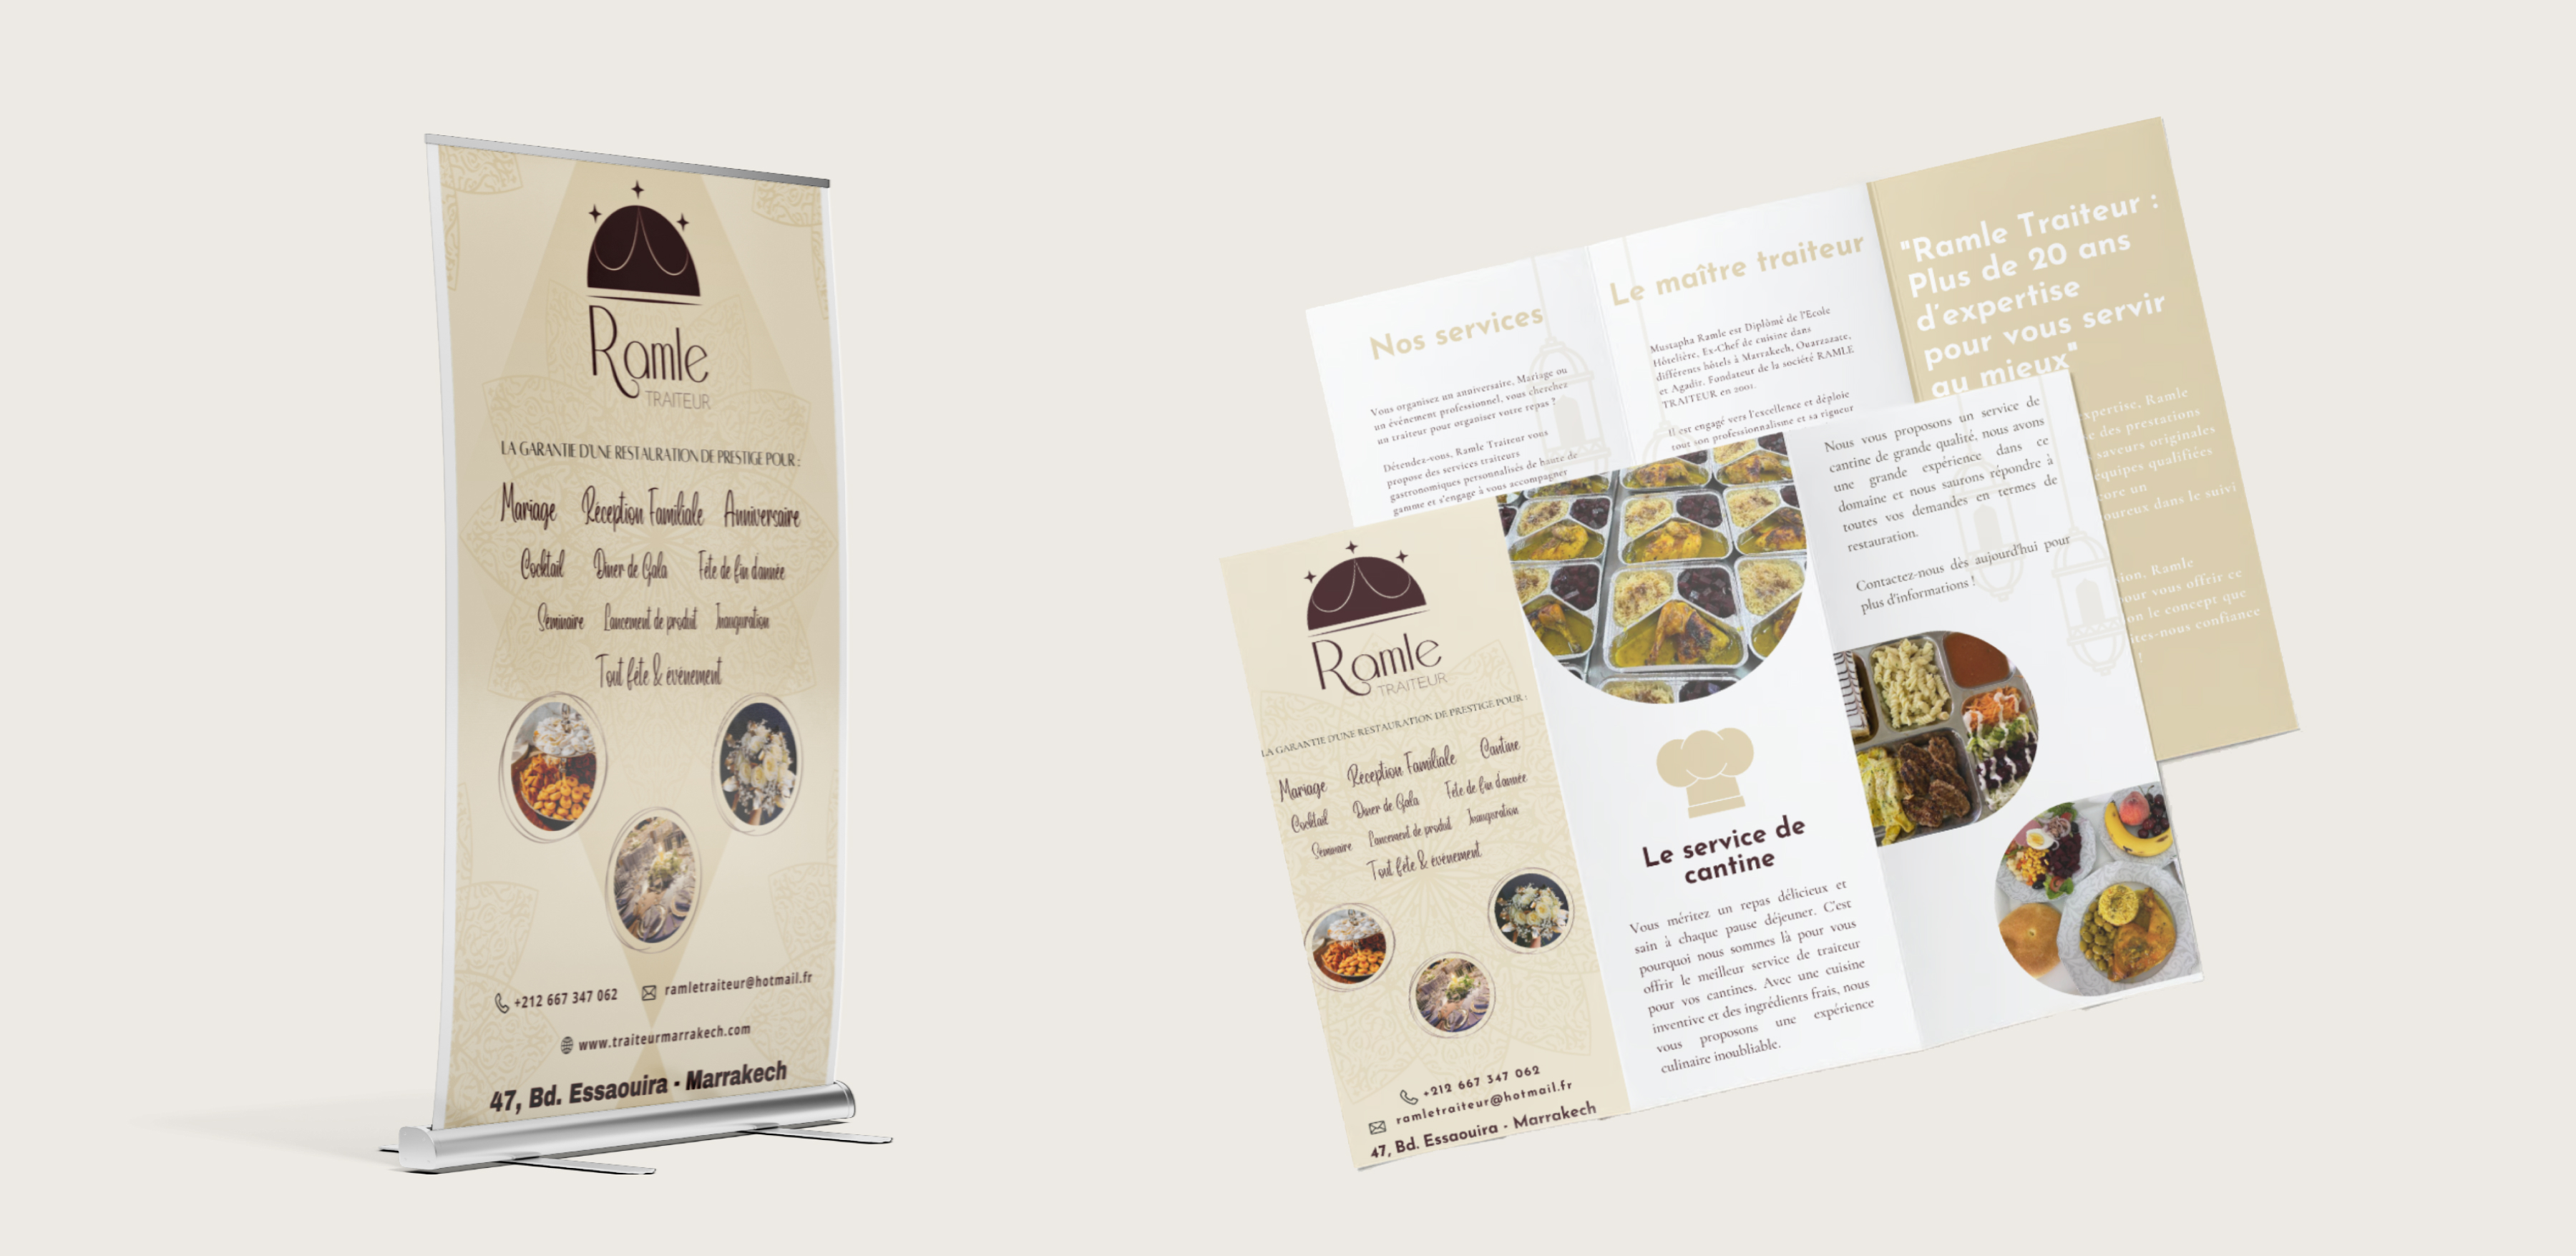 Ramle
TRAITEUR
LA GARANTIE D'UNE RESTAURATION DE PRESTIGE POUR :
Mariage Réception Familiale Anniversaire
Cocktail Dîner de Gala Fête de fin d'année
Séminaire Lancement de produit Inauguration
Tout fête & événement
+212 667 347 062 ramletraiteur@hotmail.fr
www.traiteurmarrakech.com
47, Bd. Essaouira - Marrakech
Nos services
Vous organisez un anniversaire, Mariage ou
un événement professionnel, vous cherchez
un traiteur pour organiser votre repas ?
Détendez-vous, Ramle Traiteur vous
propose des services traiteurs
gastronomiques personnalisés de haute de
gamme et s'engage à vous accompagner
Le maître traiteur
Mustapha Ramle est Diplômé de l'Ecole
Hôtelière, Ex-Chef de cuisine dans
différents hôtels à Marrakech, Ouarzazate,
et Agadir, Fondateur de la société RAMLE
TRAITEUR en 2001.
Il est engagé vers l'excellence et déploie
tout son professionnalisme et sa rigueur
"Ramle Traiteur :
Plus de 20 ans
d'expertise
pour vous servir
au mieux"
xpertise, Ramle
des prestations
saveurs originales
équipes qualifiées
core un
oureux dans le suivi
ion, Ramle
our vous offrir ce
on le concept que
ites-nous confiance
!
Ramle
TRAITEUR
LA GARANTIE D'UNE RESTAURATION DE PRESTIGE POUR :
Mariage Réception Familiale Cantine
Cocktail Dîner de Gala Fête de fin d'année
Séminaire Lancement de produit Inauguration
Tout fête & événement
+212 667 347 062
ramletraiteur@hotmail.fr
47, Bd. Essaouira - Marrakech
Le service de
cantine
Vous méritez un repas délicieux et
sain à chaque pause déjeuner. C'est
pourquoi nous sommes là pour vous
offrir le meilleur service de traiteur
pour vos cantines. Avec une cuisine
inventive et des ingrédients frais, nous
vous proposons une expérience
culinaire inoubliable.
Nous vous proposons un service de
cantine de grande qualité, nous avons
une grande expérience dans ce
domaine et nous saurons répondre à
toutes vos demandes en termes de
restauration.
Contactez-nous dès aujourd'hui pour
plus d'informations !